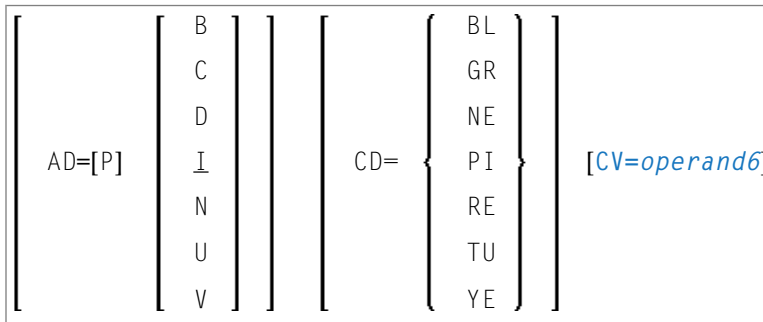 B BL
C GR
D NE
AD=[P] I CD= PI [CV=operand6]
N RE
U TU
V YE